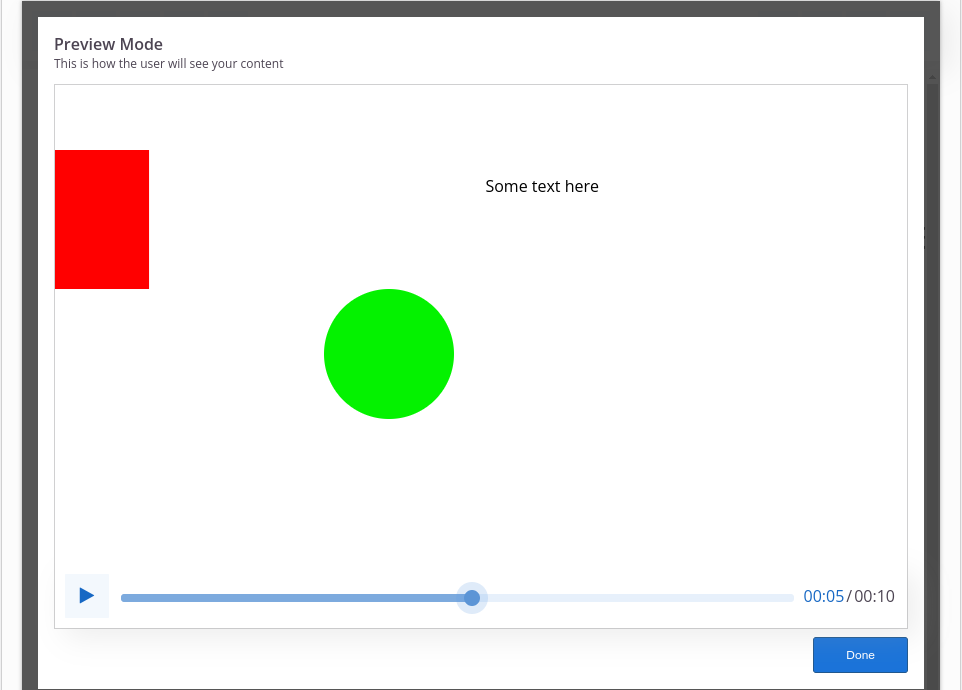 Preview Mode
This is how the user will see your content
Some text here
00:05/00:10
Done